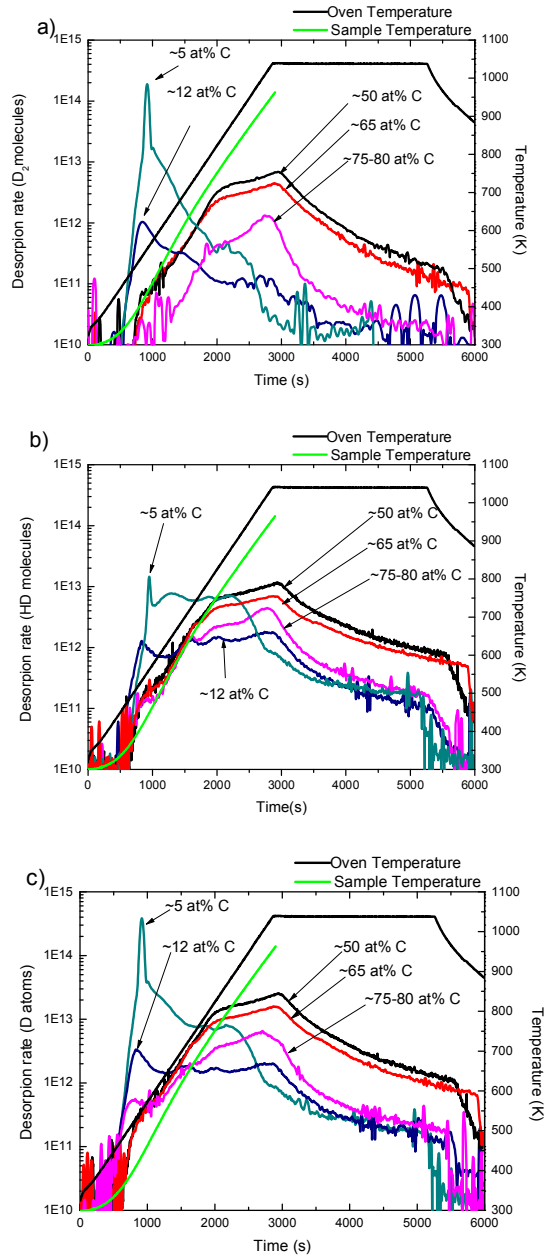 a)
Oven Temperature
Sample Temperature
1E15
1E14
1E13
1E12
1E11
1E10
Desorpion rate (D2molecules)
~5 at% C
~12 at% C
~50 at% C
~65 at% C
~75-80 at% C
1100
1000
900
800
700
600
500
400
300
Temperature (K)
0 1000 2000 3000 4000 5000 6000
Time (s)
b)
Oven Temperature
Sample Temperature
1E15
1E14
1E13
1E12
1E11
1E10
Desorpion rate (HD molecules)
~5 at% C
~50 at% C
~65 at% C
~75-80 at% C
~12 at% C
1100
1000
900
800
700
600
500
400
300
Temperature (K)
0 1000 2000 3000 4000 5000 6000
Time(s)
c)
Oven Temperature
Sample Temperature
1E15
1E14
1E13
1E12
1E11
1E10
Desorpion rate (D atoms)
~5 at% C
~12 at% C
~50 at% C
~65 at% C
~75-80 at% C
1100
1000
900
800
700
600
500
400
300
Temperature (K)
0 1000 2000 3000 4000 5000 6000
Time (s)